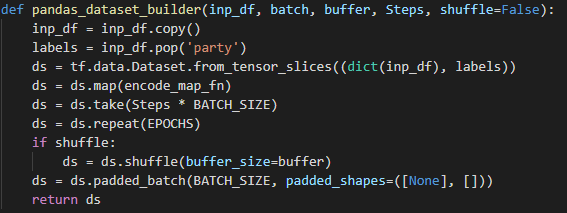 def pandas_dataset_builder(inp_df, batch, buffer, Steps, shuffle=False):
    inp_df = inp_df.copy()
    labels = inp_df.pop('party')
    ds = tf.data.Dataset.from_tensor_slices((dict(inp_df), labels))
    ds = ds.map(encode_map_fn)
    ds = ds.take(Steps * BATCH_SIZE)
    ds = ds.repeat(EPOCHS)
    if shuffle:
        ds = ds.shuffle(buffer_size=buffer)
    ds = ds.padded_batch(BATCH_SIZE, padded_shapes=([None], []))
    return ds